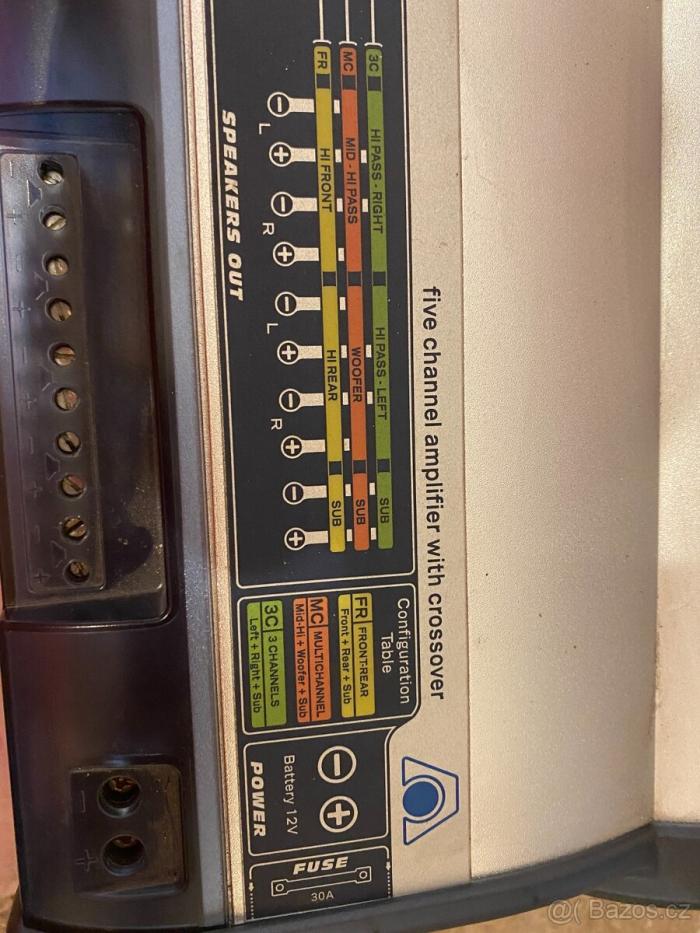 five channel amplifier with crossover
3C HI PASS - RIGHT HI PASS - LEFT SUB
MC MID - HI PASS WOOFER SUB
FR HI FRONT HI REAR SUB
- + - + - + - + - +
L R L R
SPEAKERS OUT
Configuration
Table
FR FRONT-REAR
Front + Rear + Sub
MC MULTICHANNEL
Mid-Hi + Woofer + Sub
3C 3 CHANNELS
Left + Right + Sub
- +
Battery 12V
POWER
FUSE
30A
- +
@( Bazos.cz